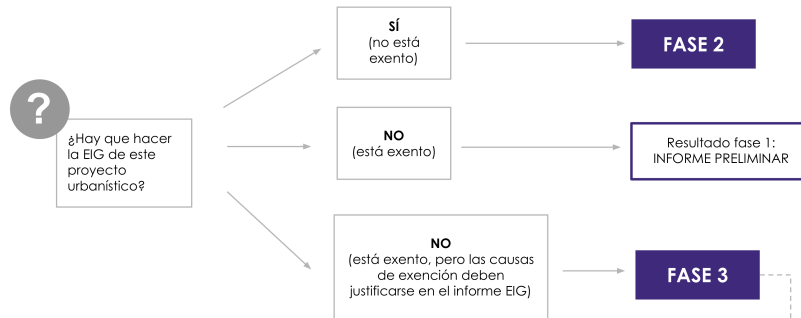 ?
¿Hay que hacer
la EIG de este
proyecto
urbanístico?
SÍ
(no está
exento)
FASE 2
NO
(está exento)
Resultado fase 1:
INFORME PRELIMINAR
NO
(está exento, pero las causas
de exención deben
justificarse en el informe EIG)
FASE 3